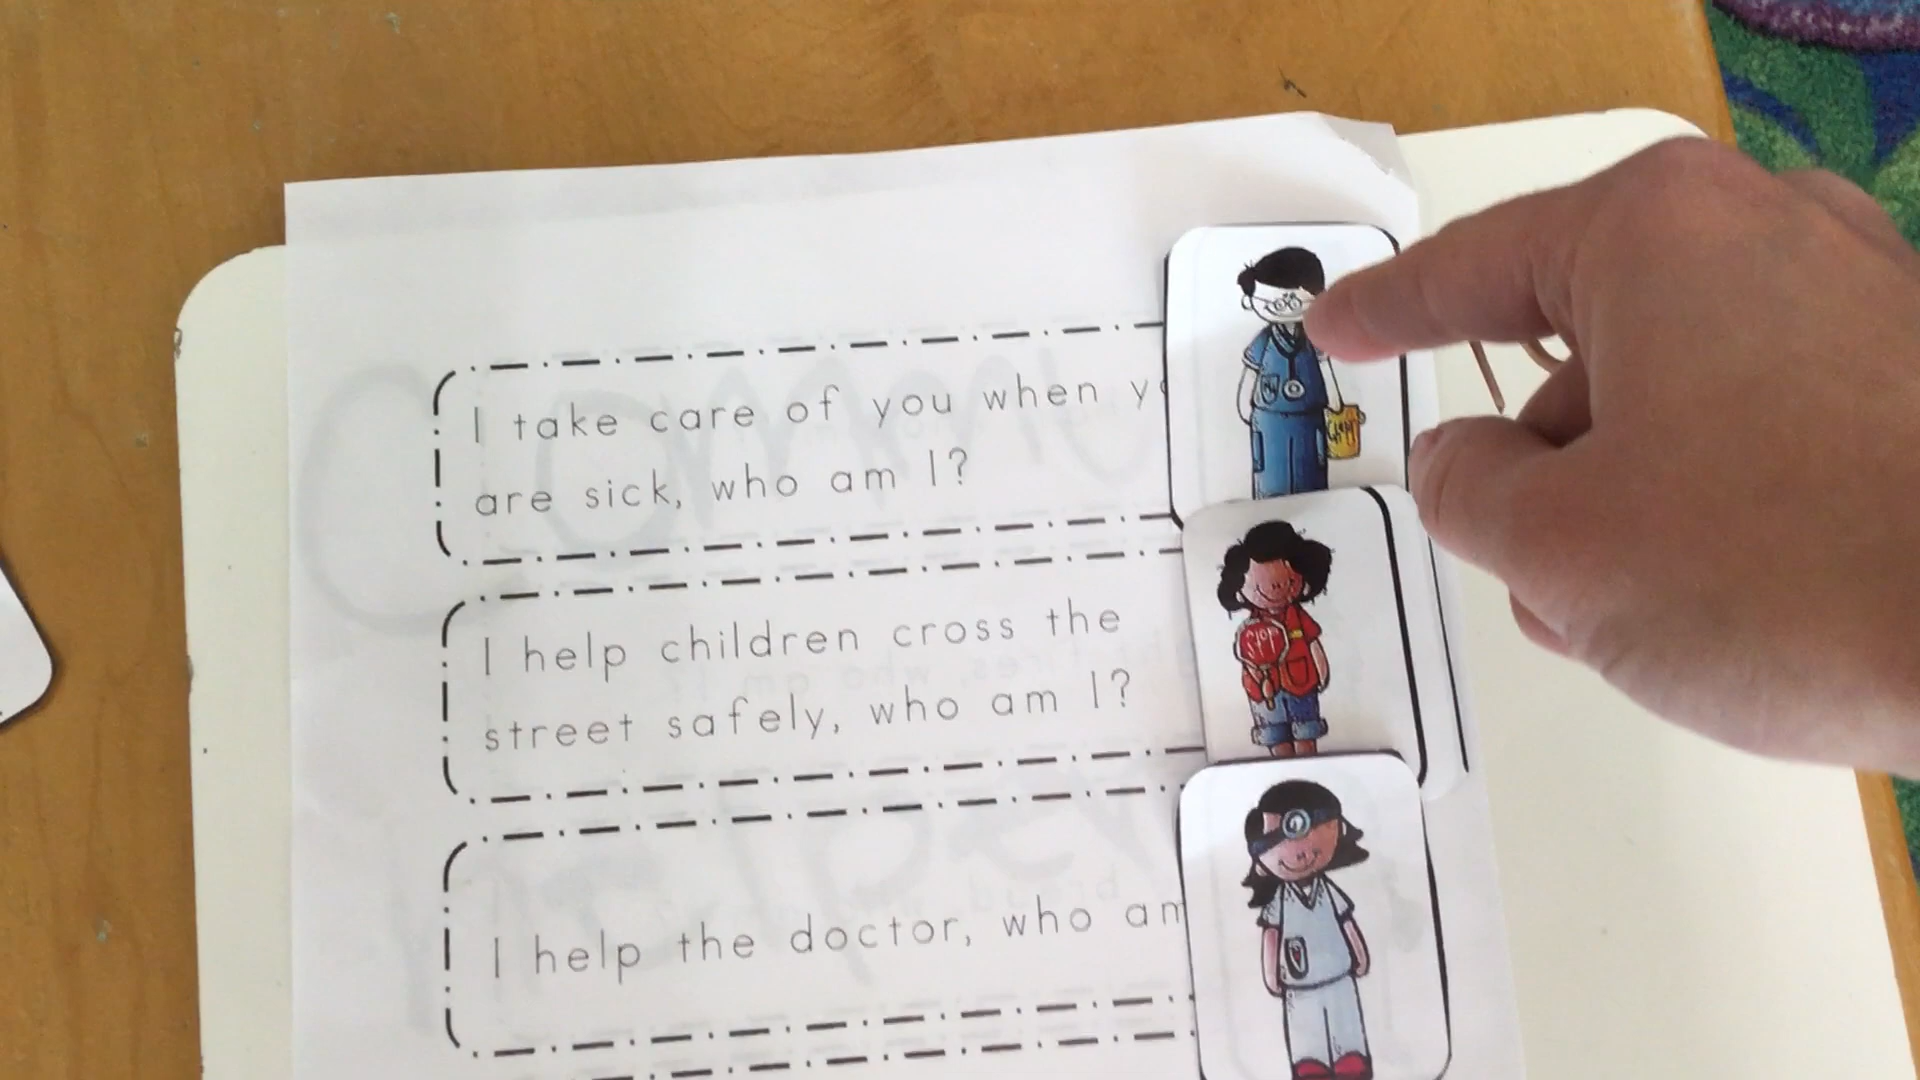 I take care of you when
are sick, who am I?
I help children cross the
street safely, who am I?
I help the doctor, who am
STOP